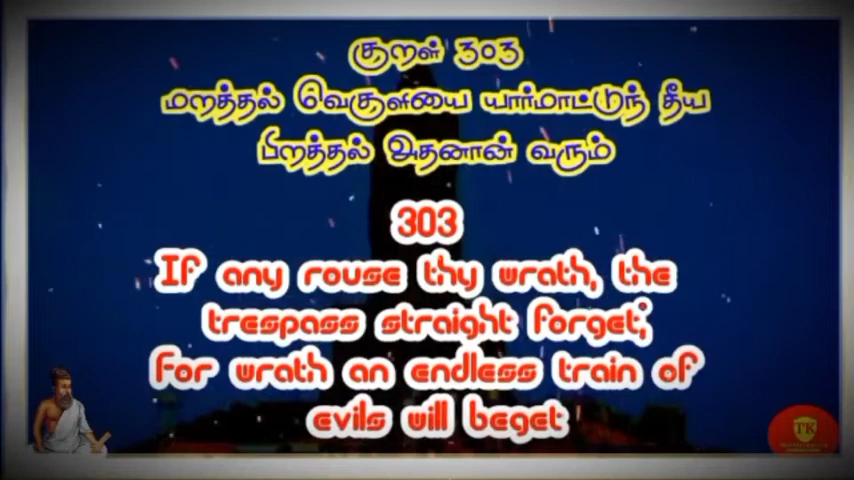 குறள் 303
மறத்தல் வெகுளியை யார்மாட்டுந் தீய
பிறத்தல் அதனான் வரும்
303
If any rouse thy wrath, the
trespass straight forget;
For wrath an endless train of
evils will beget
TK